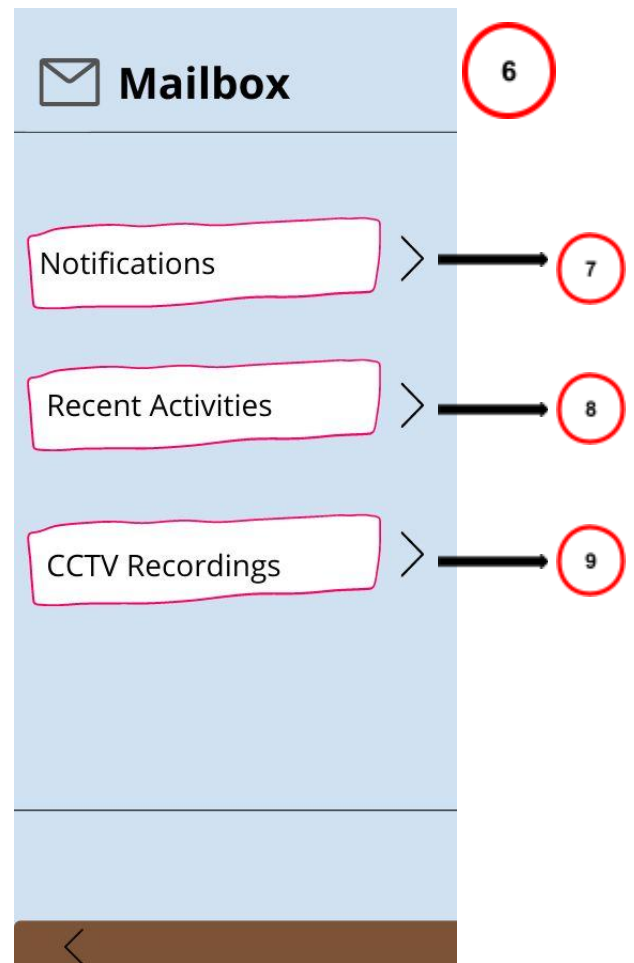 Mailbox
6
Notifications
7
Recent Activities
8
CCTV Recordings
9